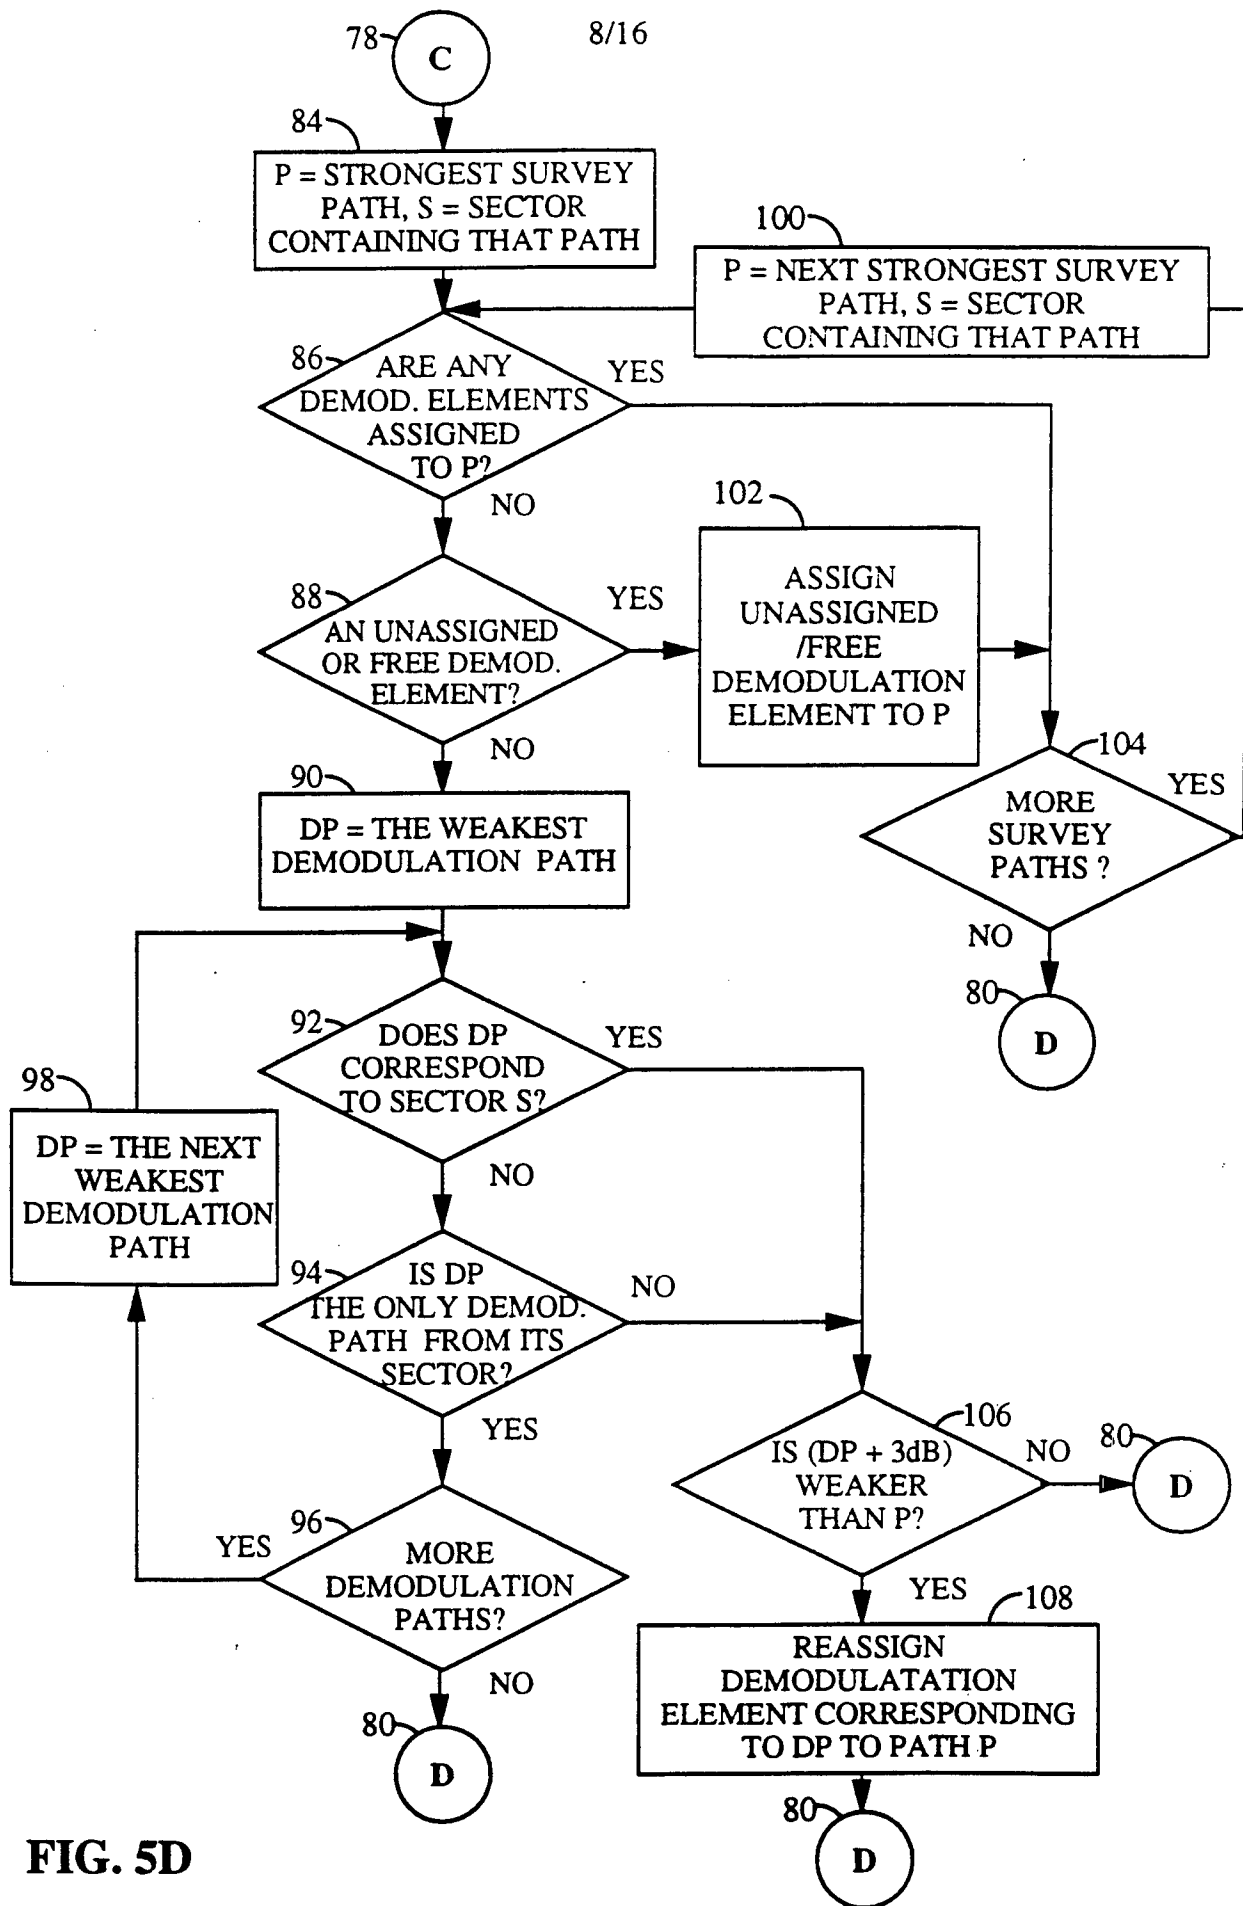 8/16
78
C
84
P = STRONGEST SURVEY
PATH, S = SECTOR
CONTAINING THAT PATH
100
P = NEXT STRONGEST SURVEY
PATH, S = SECTOR
CONTAINING THAT PATH
86
ARE ANY
DEMOD. ELEMENTS
ASSIGNED
TO P?
YES
NO
88
AN UNASSIGNED
OR FREE DEMOD.
ELEMENT?
YES
NO
102
ASSIGN
UNASSIGNED
/FREE
DEMODULATION
ELEMENT TO P
104
MORE
SURVEY
PATHS ?
YES
NO
80
D
90
DP = THE WEAKEST
DEMODULATION PATH
92
DOES DP
CORRESPOND
TO SECTOR S?
YES
NO
98
DP = THE NEXT
WEAKEST
DEMODULATION
PATH
94
IS DP
THE ONLY DEMOD.
PATH FROM ITS
SECTOR?
NO
YES
96
MORE
DEMODULATION
PATHS?
YES
NO
80
D
106
IS (DP + 3dB)
WEAKER
THAN P?
NO
80
D
YES
108
REASSIGN
DEMODULATATION
ELEMENT CORRESPONDING
TO DP TO PATH P
80
D
FIG. 5D